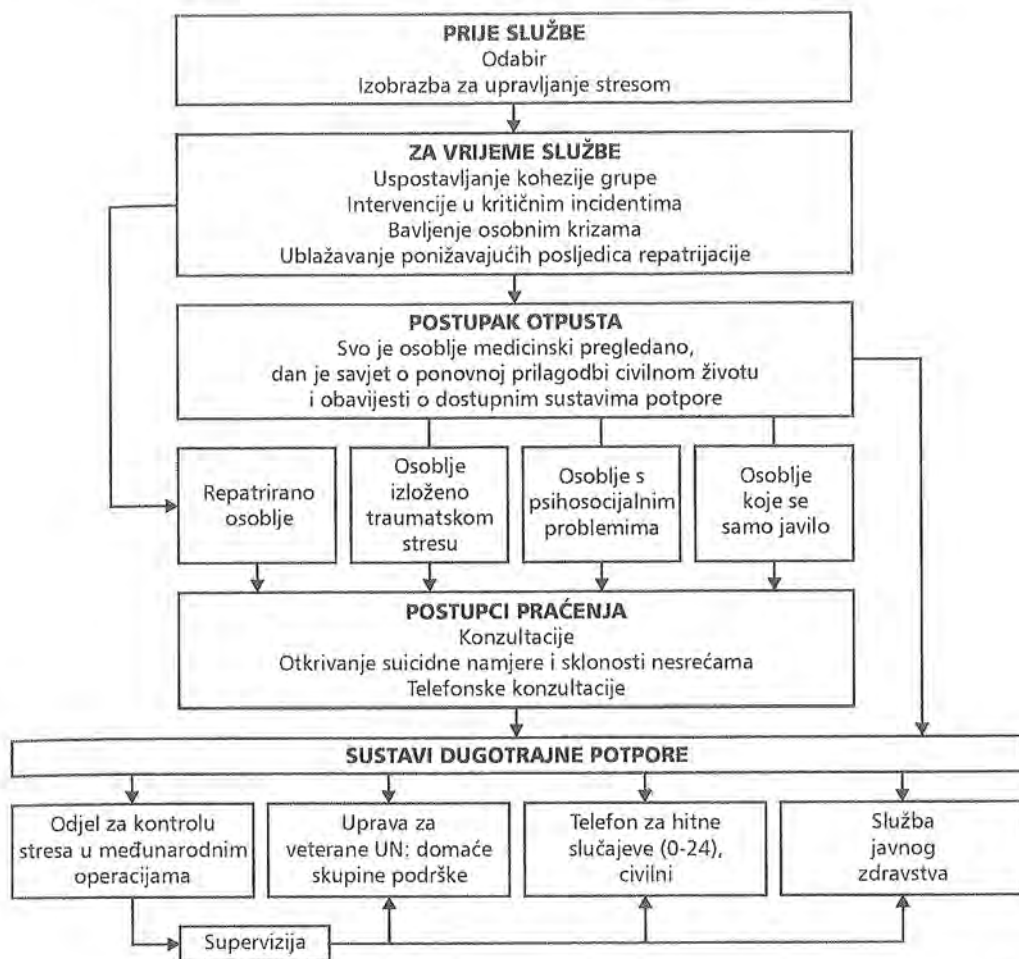 PRIJE SLUŽBE
Odabir
Izobrazba za upravljanje stresom
ZA VRIJEME SLUŽBE
Uspostavljanje kohezije grupe
Intervencije u kritičnim incidentima
Bavljenje osobnim krizama
Ublažavanje ponižavajućih posljedica repatrijacije
POSTUPAK OTPUSTA
Svo je osoblje medicinski pregledano,
dan je savjet o ponovnoj prilagodbi civilnom životu
i obavijesti o dostupnim sustavima potpore
Repatrirano
osoblje
Osoblje
izloženo
traumatskom
stresu
Osoblje s
psihosocijalnim
problemima
Osoblje
koje se
samo javilo
POSTUPCI PRAĆENJA
Konzultacije
Otkrivanje suicidne namjere i sklonosti nesrećama
Telefonske konzultacije
SUSTAVI DUGOTRAJNE POTPORE
Odjel za kontrolu
stresa u međunarodnim
operacijama
Uprava za
veterane UN; domaće
skupine podrške
Telefon za hitne
slučajeve (0-24),
civilni
Služba
javnog
zdravstva
Supervizija